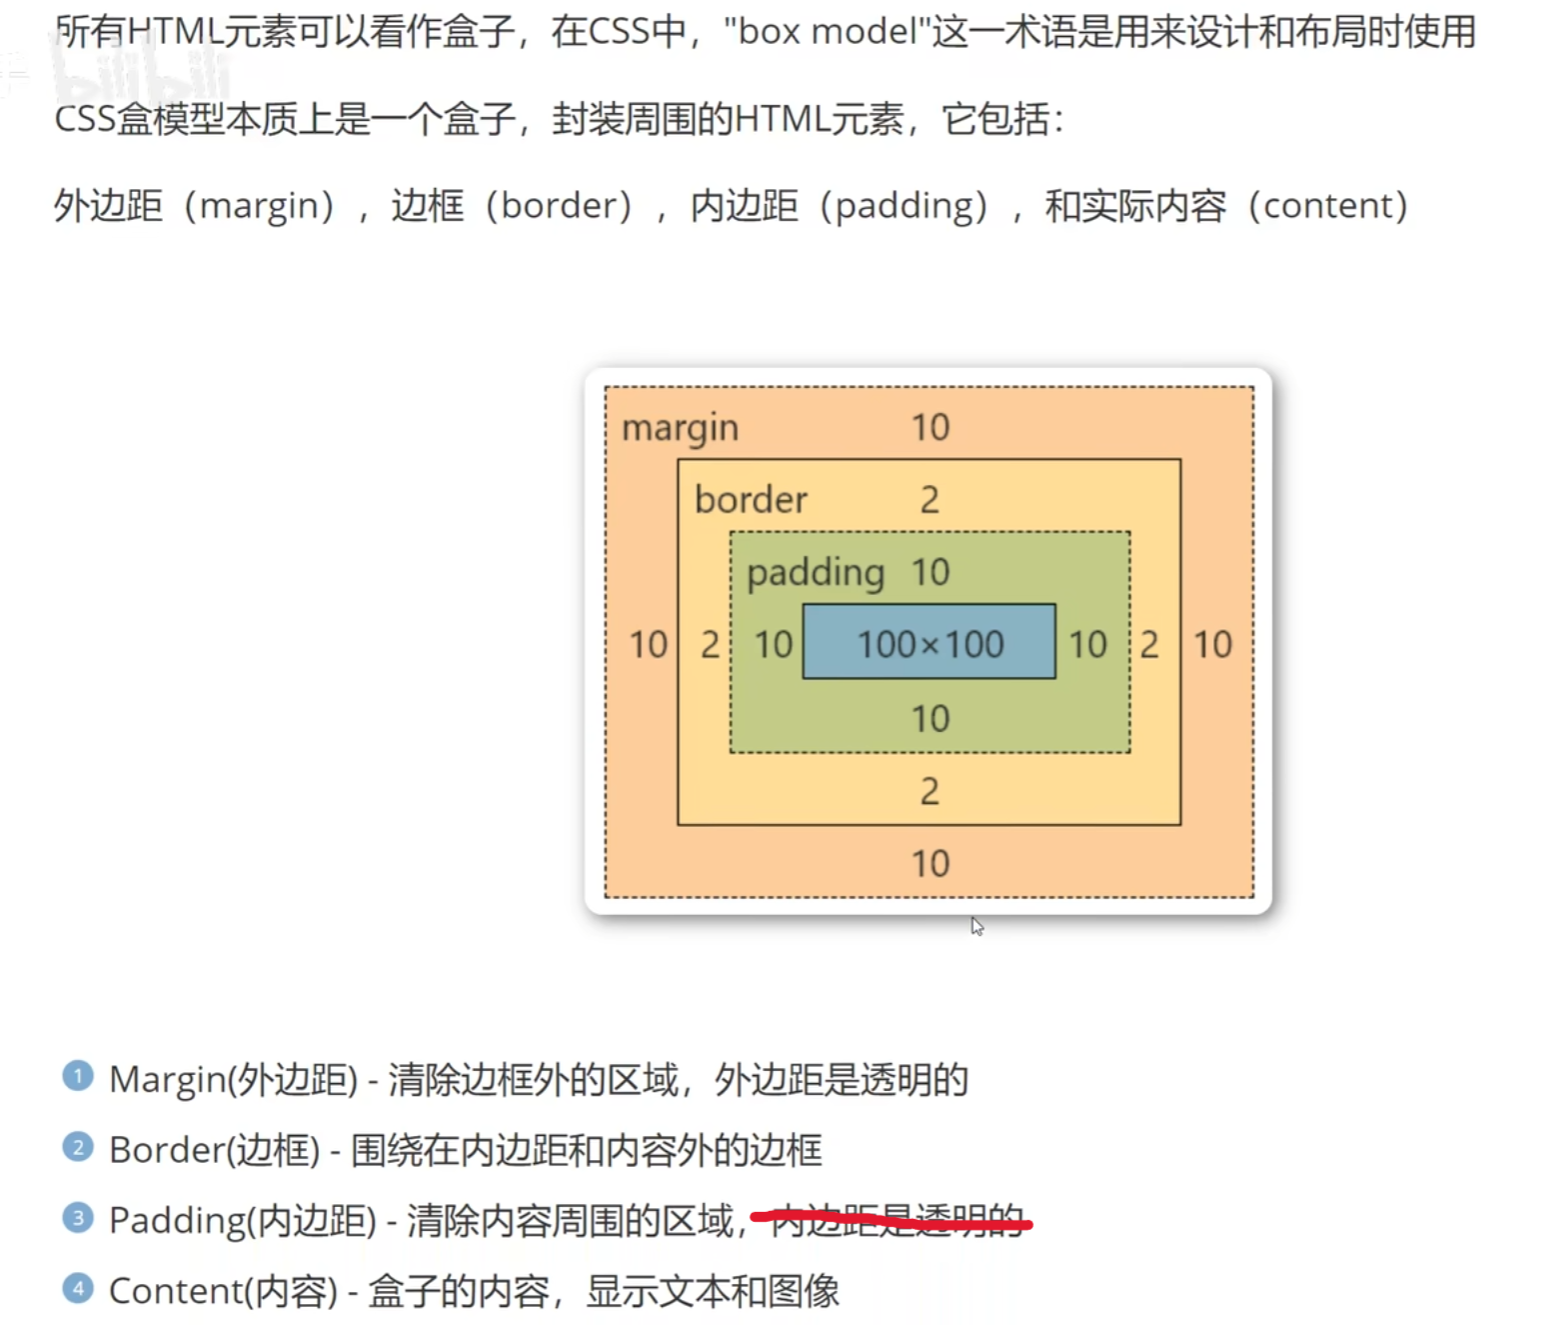 所有HTML元素可以看作盒子，在CSS中，"box model"这一术语是用来设计和布局时使用
bilibili
CSS盒模型本质上是一个盒子，封装周围的HTML元素，它包括：
外边距（margin），边框（border），内边距（padding），和实际内容（content）
margin 10
border 2
padding 10
10 2 10 100×100 10 2 10
10
2
10
1 Margin(外边距) - 清除边框外的区域，外边距是透明的
2 Border(边框) - 围绕在内边距和内容外的边框
3 Padding(内边距) - 清除内容周围的区域，内边距是透明的
4 Content(内容) - 盒子的内容，显示文本和图像